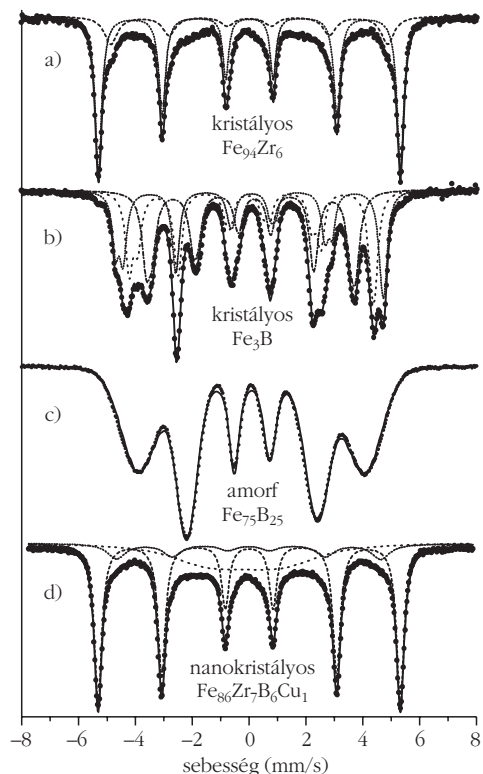 a)
kristályos
Fe₉₄Zr₆
b)
kristályos
Fe₃B
c)
amorf
Fe₇₅B₂₅
d)
nanokristályos
Fe₈₆Zr₇B₆Cu₁
−8 −6 −4 −2 0 2 4 6 8
sebesség (mm/s)